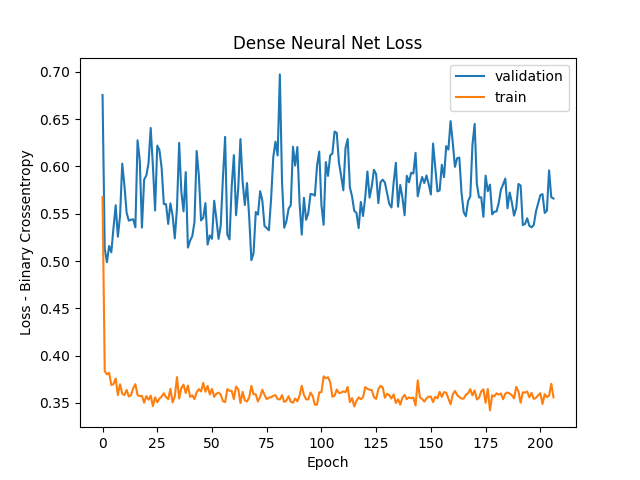 Dense Neural Net Loss
validation
train
0.70
0.65
0.60
0.55
0.50
0.45
0.40
0.35
Loss - Binary Crossentropy
0 25 50 75 100 125 150 175 200
Epoch